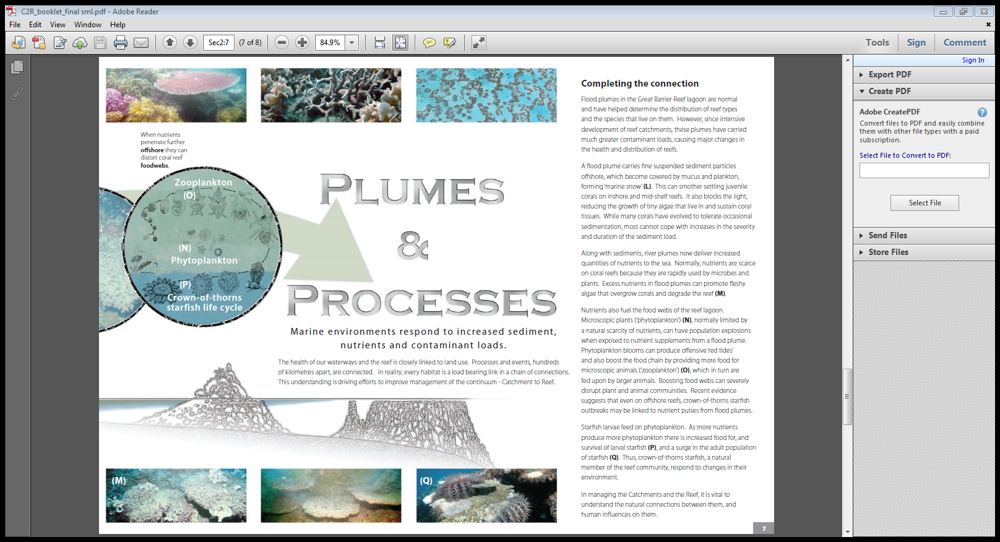 C2R_booklet_final sml.pdf - Adobe Reader
File Edit View Window Help
Sec2:7 (7 of 8) 84.9% Tools Sign Comment
Sign In
Export PDF
Create PDF
Adobe CreatePDF
Convert files to PDF and easily combine
them with other file types with a paid
subscription.
Select File to Convert to PDF:
Select File
Send Files
Store Files
When nutrients
penetrate further
offshore they can
distort coral reef
foodwebs.
Zooplankton
(O)
(N)
Phytoplankton
(P)
Crown-of-thorns
starfish life cycle
PLUMES
&
PROCESSES
Marine environments respond to increased sediment,
nutrients and contaminant loads.
The health of our waterways and the reef is closely linked to land use. Processes and events, hundreds
of kilometres apart, are connected. In reality, every habitat is a load bearing link in a chain of connections.
This understanding is driving efforts to improve management of the continuum - Catchment to Reef.
(M)
(Q)
Completing the connection
Flood plumes in the Great Barrier Reef lagoon are normal
and have helped determine the distribution of reef types
and the species that live on them. However, since intensive
development of reef catchments, these plumes have carried
much greater contaminant loads, causing major changes in
the health and distribution of reefs.
A flood plume carries fine suspended sediment particles
offshore, which become covered by mucus and plankton,
forming 'marine snow' (L). This can smother settling juvenile
corals on inshore and mid-shelf reefs. It also blocks the light,
reducing the growth of tiny algae that live in and sustain coral
tissues. While many corals have evolved to tolerate occasional
sedimentation, most cannot cope with increases in the severity
and duration of the sediment load.
Along with sediments, river plumes now deliver increased
quantities of nutrients to the sea. Normally, nutrients are scarce
on coral reefs because they are rapidly used by microbes and
plants. Excess nutrients in flood plumes can promote fleshy
algae that overgrow corals and degrade the reef (M).
Nutrients also fuel the food webs of the reef lagoon.
Microscopic plants ('phytoplankton') (N), normally limited by
a natural scarcity of nutrients, can have population explosions
when exposed to nutrient supplements from a flood plume.
Phytoplankton blooms can produce offensive 'red tides'
and also boost the food chain by providing more food for
microscopic animals ('zooplankton') (O), which in turn are
fed upon by larger animals. Boosting food webs can severely
disrupt plant and animal communities. Recent evidence
suggests that even on offshore reefs, crown-of-thorns starfish
outbreaks may be linked to nutrient pulses from flood plumes.
Starfish larvae feed on phytoplankton. As more nutrients
produce more phytoplankton there is increased food for, and
survival of larval starfish (P), and a surge in the adult population
of starfish (Q). Thus, crown-of-thorns starfish, a natural
member of the reef community, respond to changes in their
environment.
In managing the Catchments and the Reef, it is vital to
understand the natural connections between them, and
human influences on them.
7